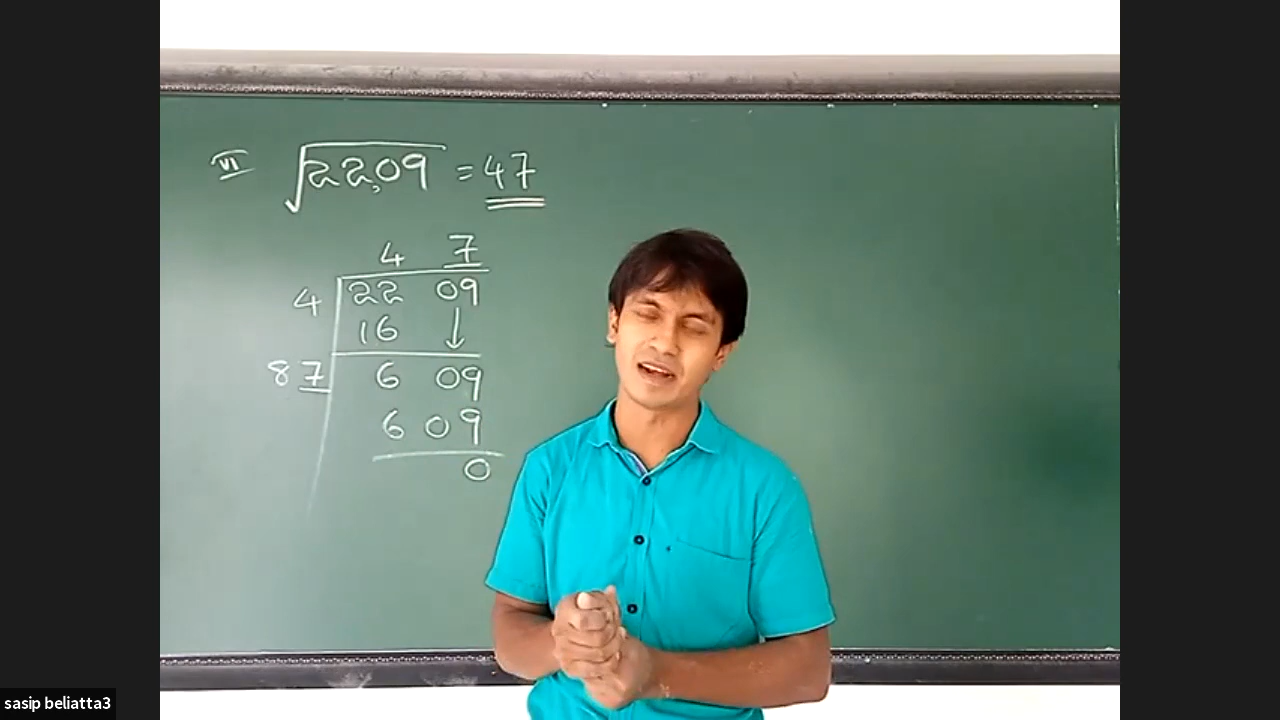 VI √22,09 = 47
4 7
4 22 09
16 ↓
87 6 09
6 09
0
sasip beliatta3